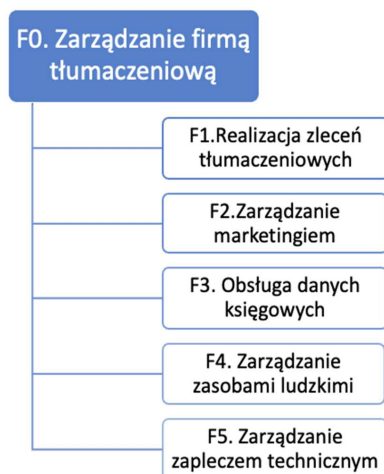 F0. Zarządzanie firmą
tłumaczeniową
F1.Realizacja zleceń
tłumaczeniowych
F2.Zarządzanie
marketingiem
F3. Obsługa danych
księgowych
F4. Zarządzanie
zasobami ludzkimi
F5. Zarządzanie
zapleczem technicznym